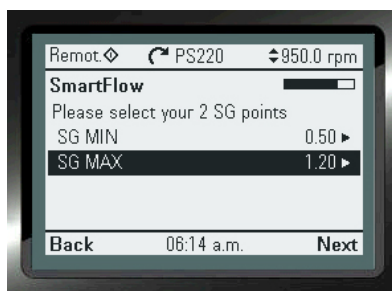 Remot. PS220 950.0 rpm
SmartFlow
Please select your 2 SG points
SG MIN 0.50
SG MAX 1.20
Back 06:14 a.m. Next